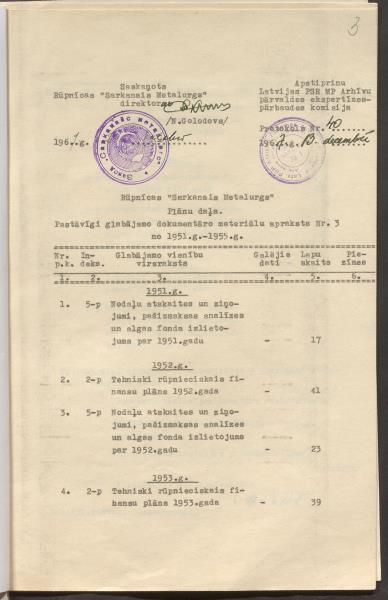 3
Saskaņots
Rūpnīcas "Sarkanais Metalurgs"
direktors
/N.Golodovs/
196 g.
Apstiprinu
Latvijas PSR MP Arhīvu
pārvaldes ekspertīzes-
pārbaudes komisija
Protokols Nr. 40
196 g. 13 decembrī
Rūpnīcas "Sarkanais Metalurgs"
Plānu daļa.
Pastāvīgi glabājamo dokumentāro materiālu apraksts Nr. 3
no 1951.g.-1955.g.
Nr. In- Glabājamo vienību Galējie Lapu Pie-
p.k. deks. virsraksts dati skaits zīmes
1. 2. 3. 4. 5. 6.
1951.g.
1. 5-p Nodaļu atskaites un ziņo-
jumi, pašizmaksas analīzes
un algas fonda izlieto-
jums par 1951.gadu - 17
1952.g.
2. 2-p Tehniski rūpnieciskais fi-
nansu plāns 1952.gada - 41
3. 5-p Nodaļu atskaites un ziņo-
jumi, pašizmaksas analīzes
un algas fonda izlietojums
par 1952.gadu - 23
1953.g.
4. 2-p Tehniski rūpnieciskais fi-
nansu plāns 1953.gada - 39